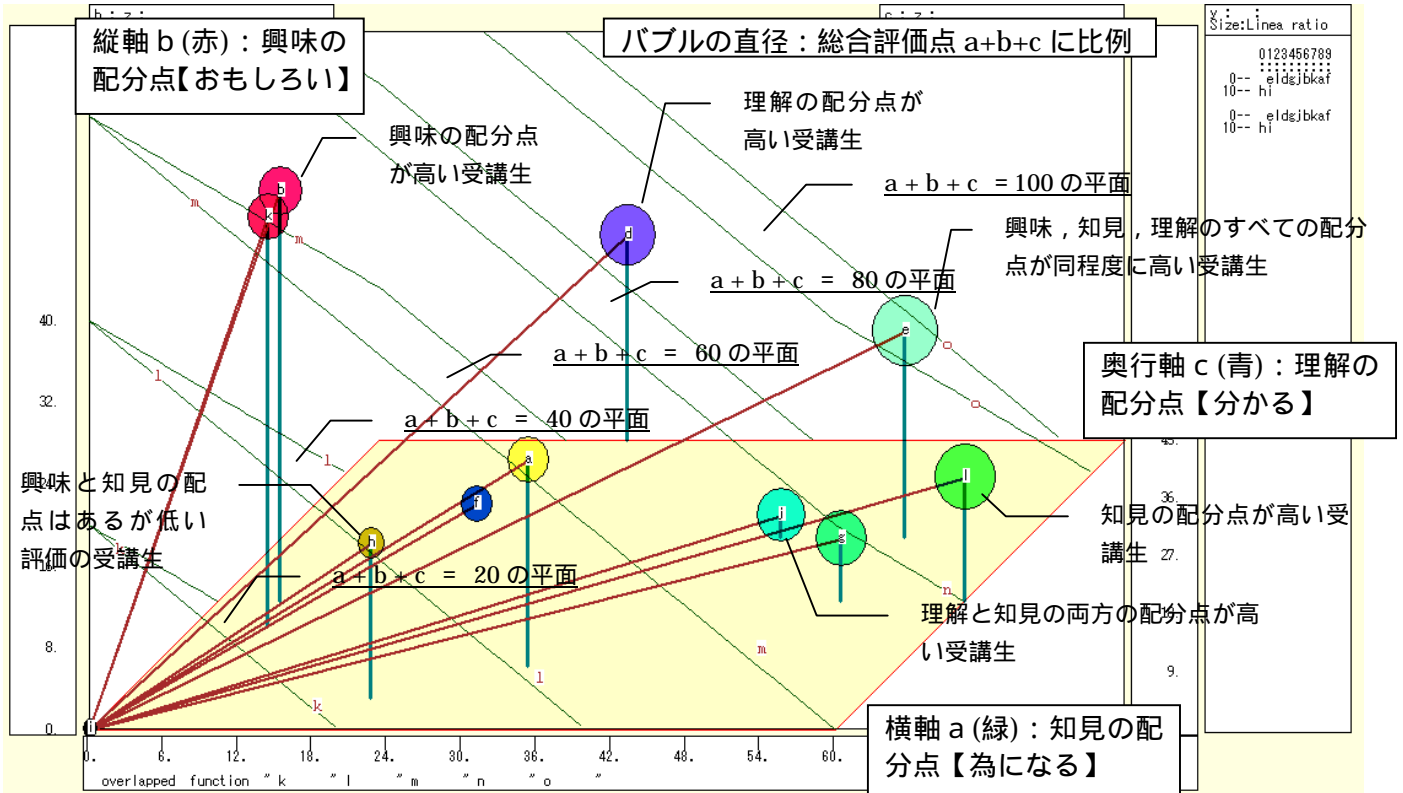 b : z :
c : z :
y : :
Size:Linea ratio
0123456789
::::::::::
0-- eldgjbkaf
10-- hi
0-- eldgjbkaf
10-- hi
縦軸 b (赤)：興味の
配分点【おもしろい】
バブルの直径：総合評価点 a+b+c に比例
興味の配分点
が高い受講生
理解の配分点が
高い受講生
a + b + c = 100 の平面
興味，知見，理解のすべての配分
点が同程度に高い受講生
a + b + c = 80 の平面
a + b + c = 60 の平面
a + b + c = 40 の平面
a + b + c = 20 の平面
奥行軸 c (青)：理解の
配分点【分かる】
興味と知見の配
点はあるが低い
評価の受講生
知見の配分点が高い受
講生
理解と知見の両方の配分点が高
い受講生
横軸 a (緑)：知見の配
分点【為になる】
b
k
d
e
a
f
h
j
g
l
i
m
m
l
l
k
k
l
m
n
o
o
40.
32.
8.
0.
45.
36.
27.
9.
0. 6. 12. 18. 24. 30. 36. 42. 48. 54. 60.
overlapped function "k "l "m "n "o "